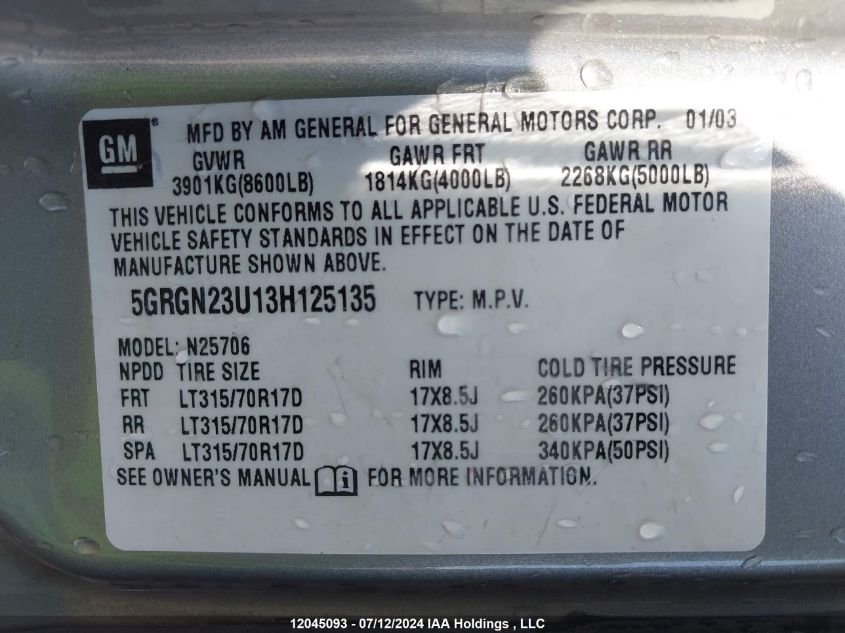 GM ® MFD BY AM GENERAL FOR GENERAL MOTORS CORP. 01/03
GVWR GAWR FRT GAWR RR
3901KG(8600LB) 1814KG(4000LB) 2268KG(5000LB)
THIS VEHICLE CONFORMS TO ALL APPLICABLE U.S. FEDERAL MOTOR
VEHICLE SAFETY STANDARDS IN EFFECT ON THE DATE OF
MANUFACTURE SHOWN ABOVE.
5GRGN23U13H125135 TYPE: M.P.V.
MODEL: N25706
NPDD TIRE SIZE RIM COLD TIRE PRESSURE
FRT LT315/70R17D 17X8.5J 260KPA(37PSI)
RR LT315/70R17D 17X8.5J 260KPA(37PSI)
SPA LT315/70R17D 17X8.5J 340KPA(50PSI)
SEE OWNER'S MANUAL i FOR MORE INFORMATION.
12045093 - 07/12/2024 IAA Holdings , LLC